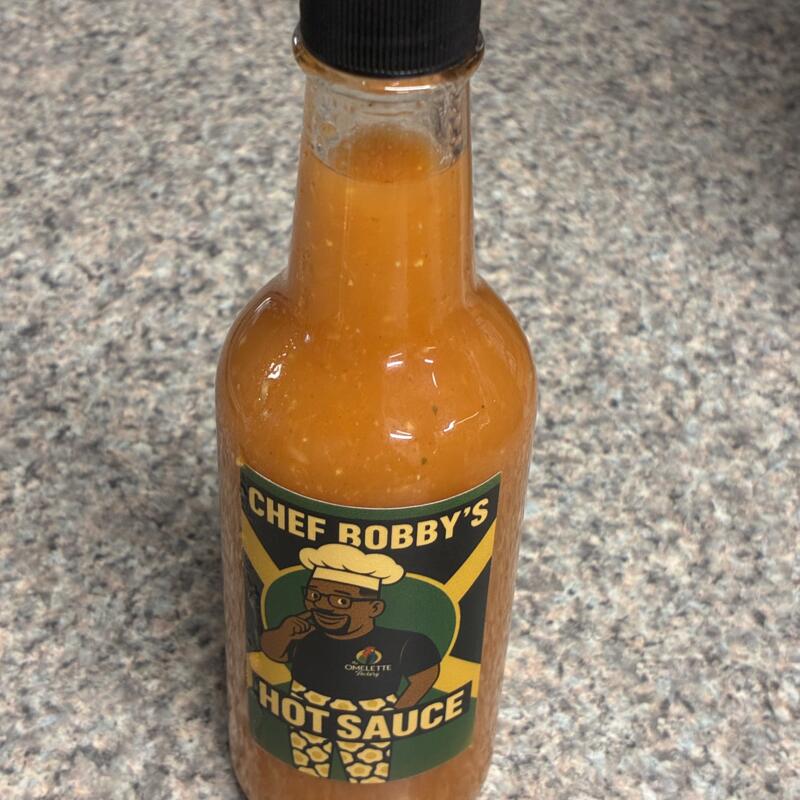 CHEF BOBBY'S
OMELETTE
Factory
HOT SAUCE